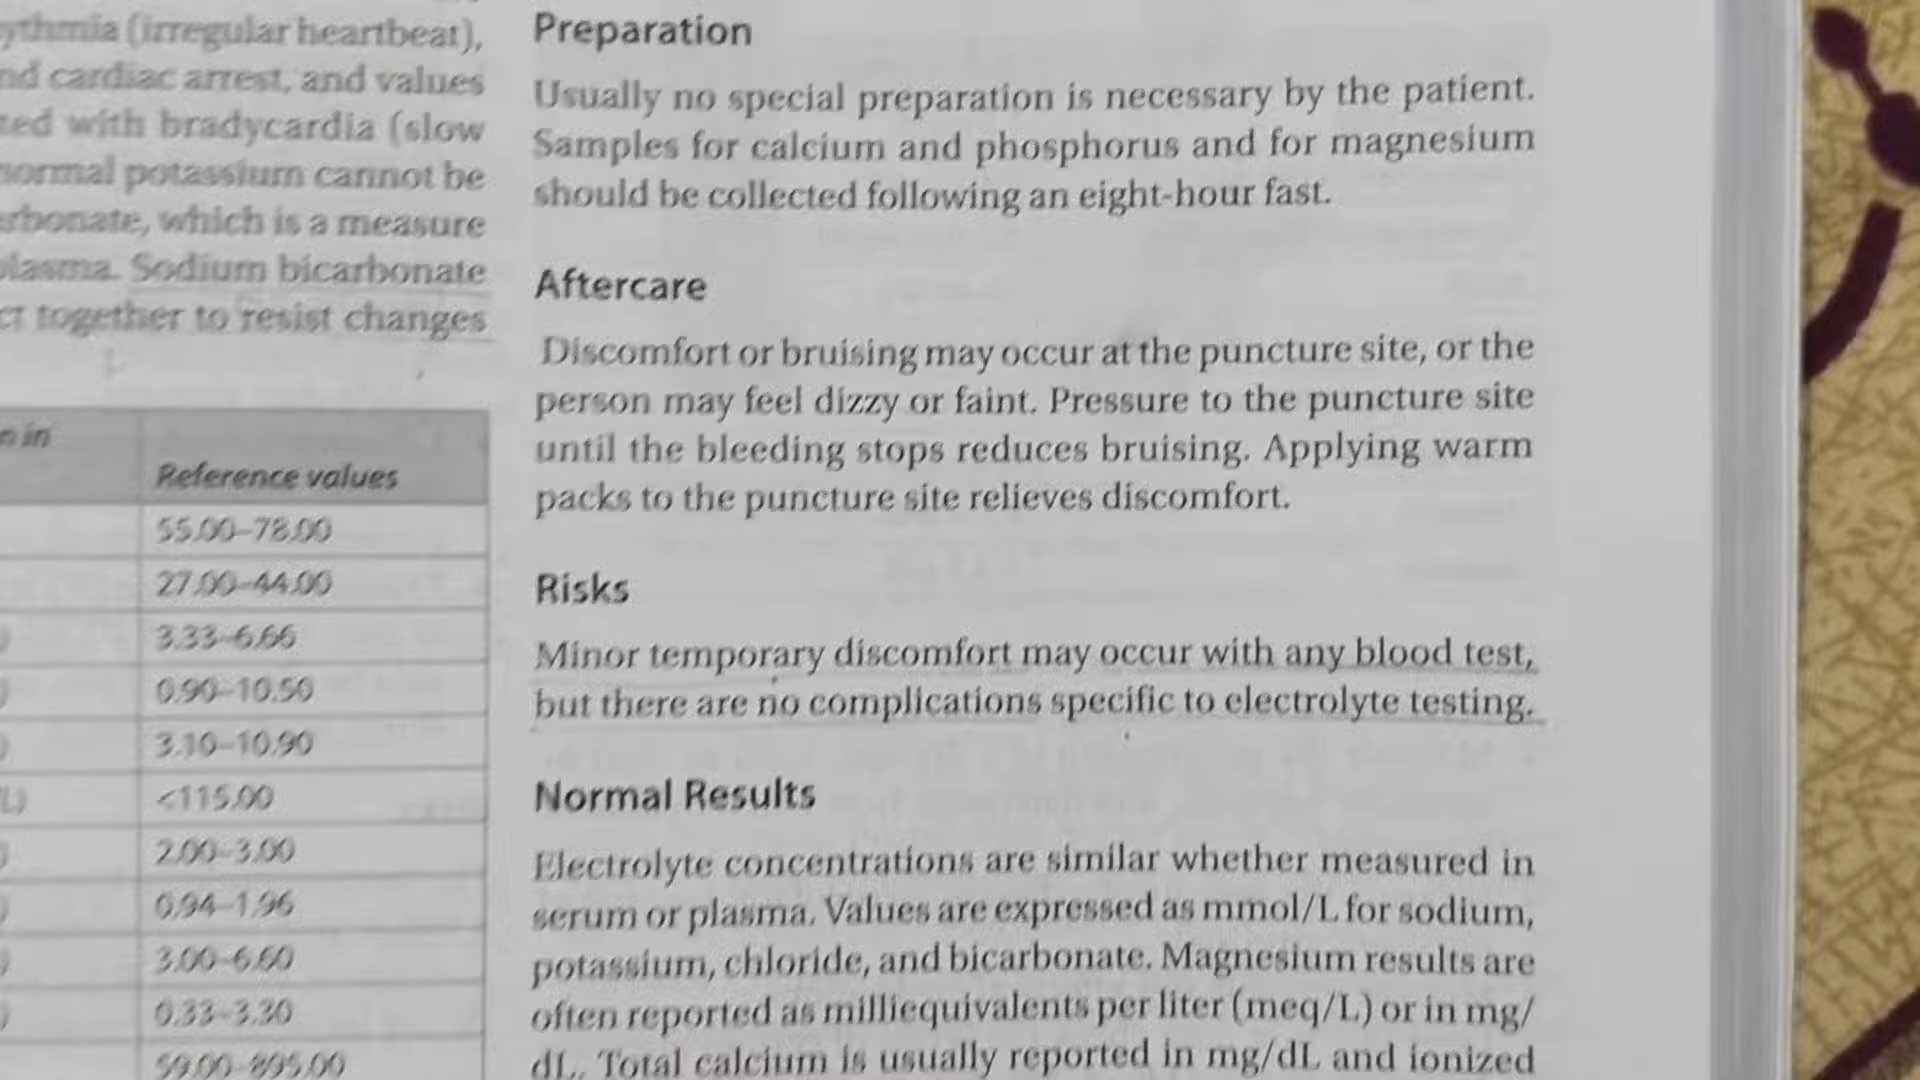 ythmia (irregular heartbeat),
nd cardiac arrest, and values
ted with bradycardia (slow
normal potassium cannot be
rbonate, which is a measure
plasma. Sodium bicarbonate
ct together to resist changes
n in
Reference values
55.00–78.00
27.00–44.00
3.33–6.66
0.90–10.50
3.10–10.90
L) <115.00
2.00–3.00
0.94–1.96
3.00–6.60
0.33–3.30
59.00–895.00
Preparation
Usually no special preparation is necessary by the patient.
Samples for calcium and phosphorus and for magnesium
should be collected following an eight-hour fast.
Aftercare
Discomfort or bruising may occur at the puncture site, or the
person may feel dizzy or faint. Pressure to the puncture site
until the bleeding stops reduces bruising. Applying warm
packs to the puncture site relieves discomfort.
Risks
Minor temporary discomfort may occur with any blood test,
but there are no complications specific to electrolyte testing.
Normal Results
Electrolyte concentrations are similar whether measured in
serum or plasma. Values are expressed as mmol/L for sodium,
potassium, chloride, and bicarbonate. Magnesium results are
often reported as milliequivalents per liter (meq/L) or in mg/
dL. Total calcium is usually reported in mg/dL and ionized